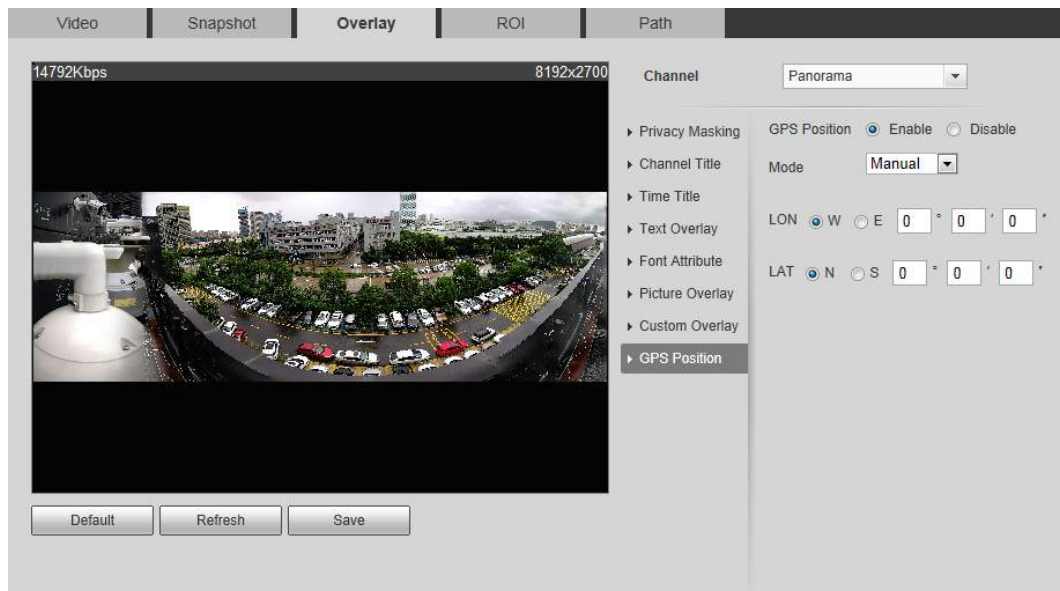 Video Snapshot Overlay ROI Path
14792Kbps 8192x2700
Channel Panorama
Privacy Masking
Channel Title
Time Title
Text Overlay
Font Attribute
Picture Overlay
Custom Overlay
GPS Position
GPS Position Enable Disable
Mode Manual
LON W E 0 ° 0 ' 0 "
LAT N S 0 ° 0 ' 0 "
Default Refresh Save